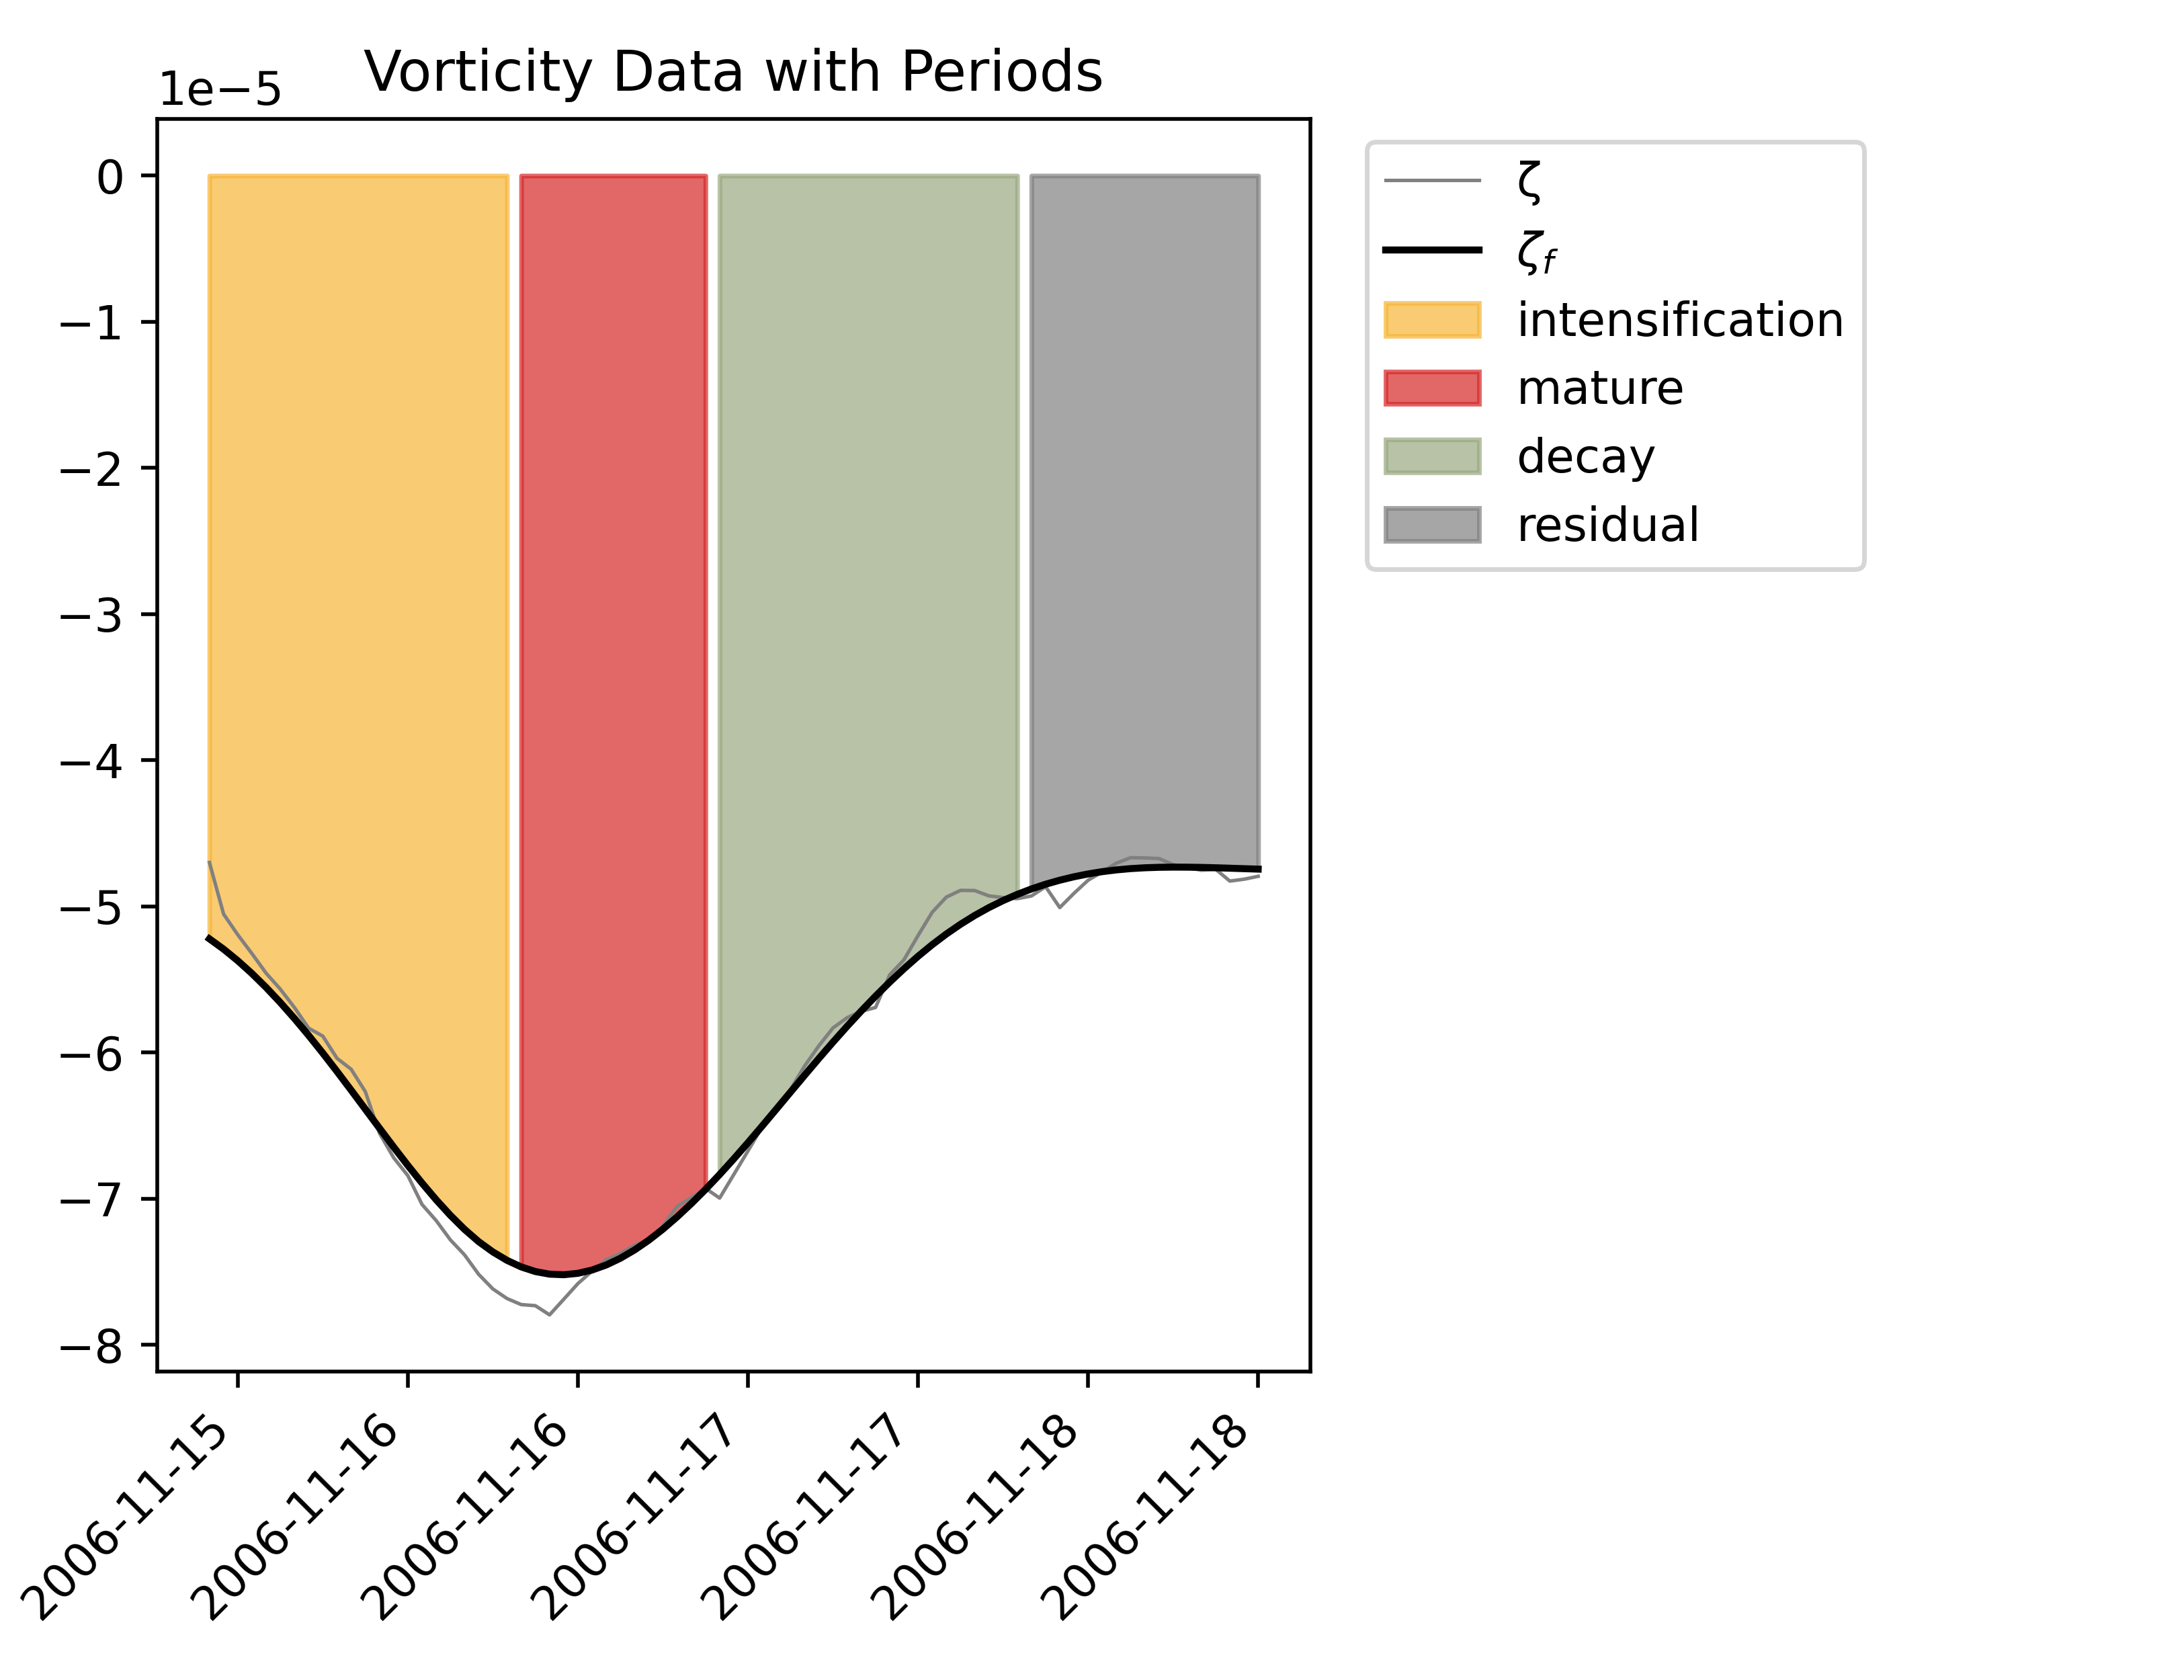 Vorticity Data with Periods
1e−5
0
−1
−2
−3
−4
−5
−6
−7
−8
2006-11-15
2006-11-16
2006-11-16
2006-11-17
2006-11-17
2006-11-18
2006-11-18
ζ
ζf
intensification
mature
decay
residual